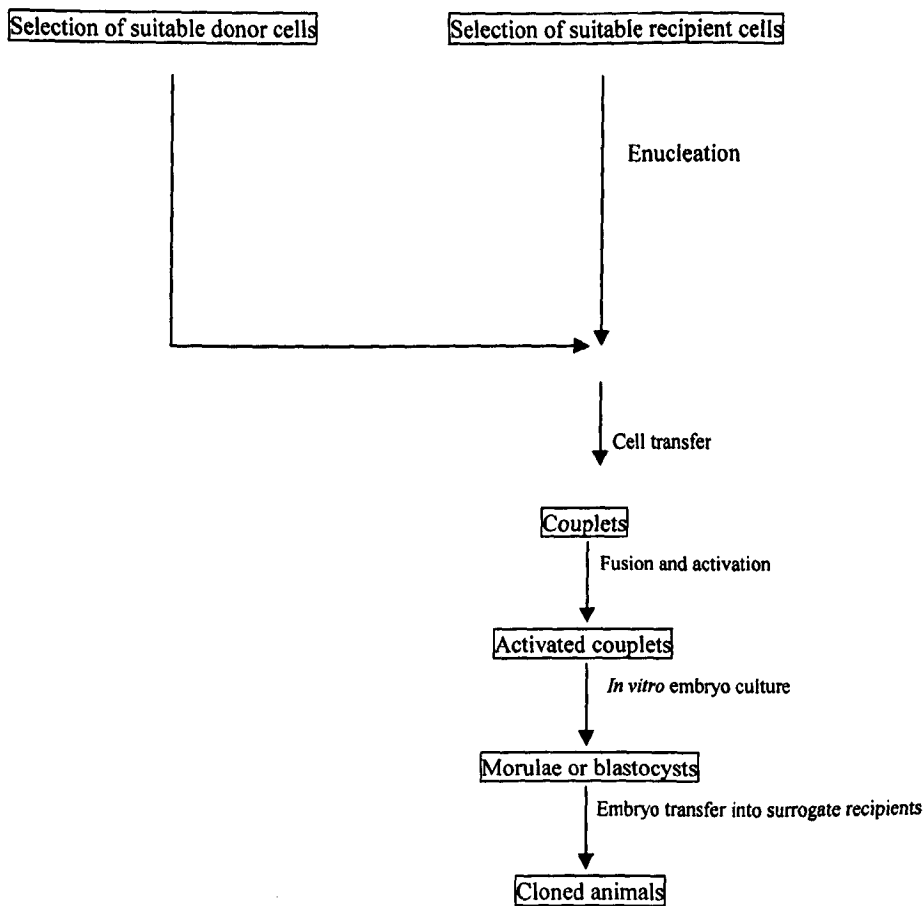 Selection of suitable donor cells
Selection of suitable recipient cells
Enucleation
Cell transfer
Couplets
Fusion and activation
Activated couplets
In vitro embryo culture
Morulae or blastocysts
Embryo transfer into surrogate recipients
Cloned animals